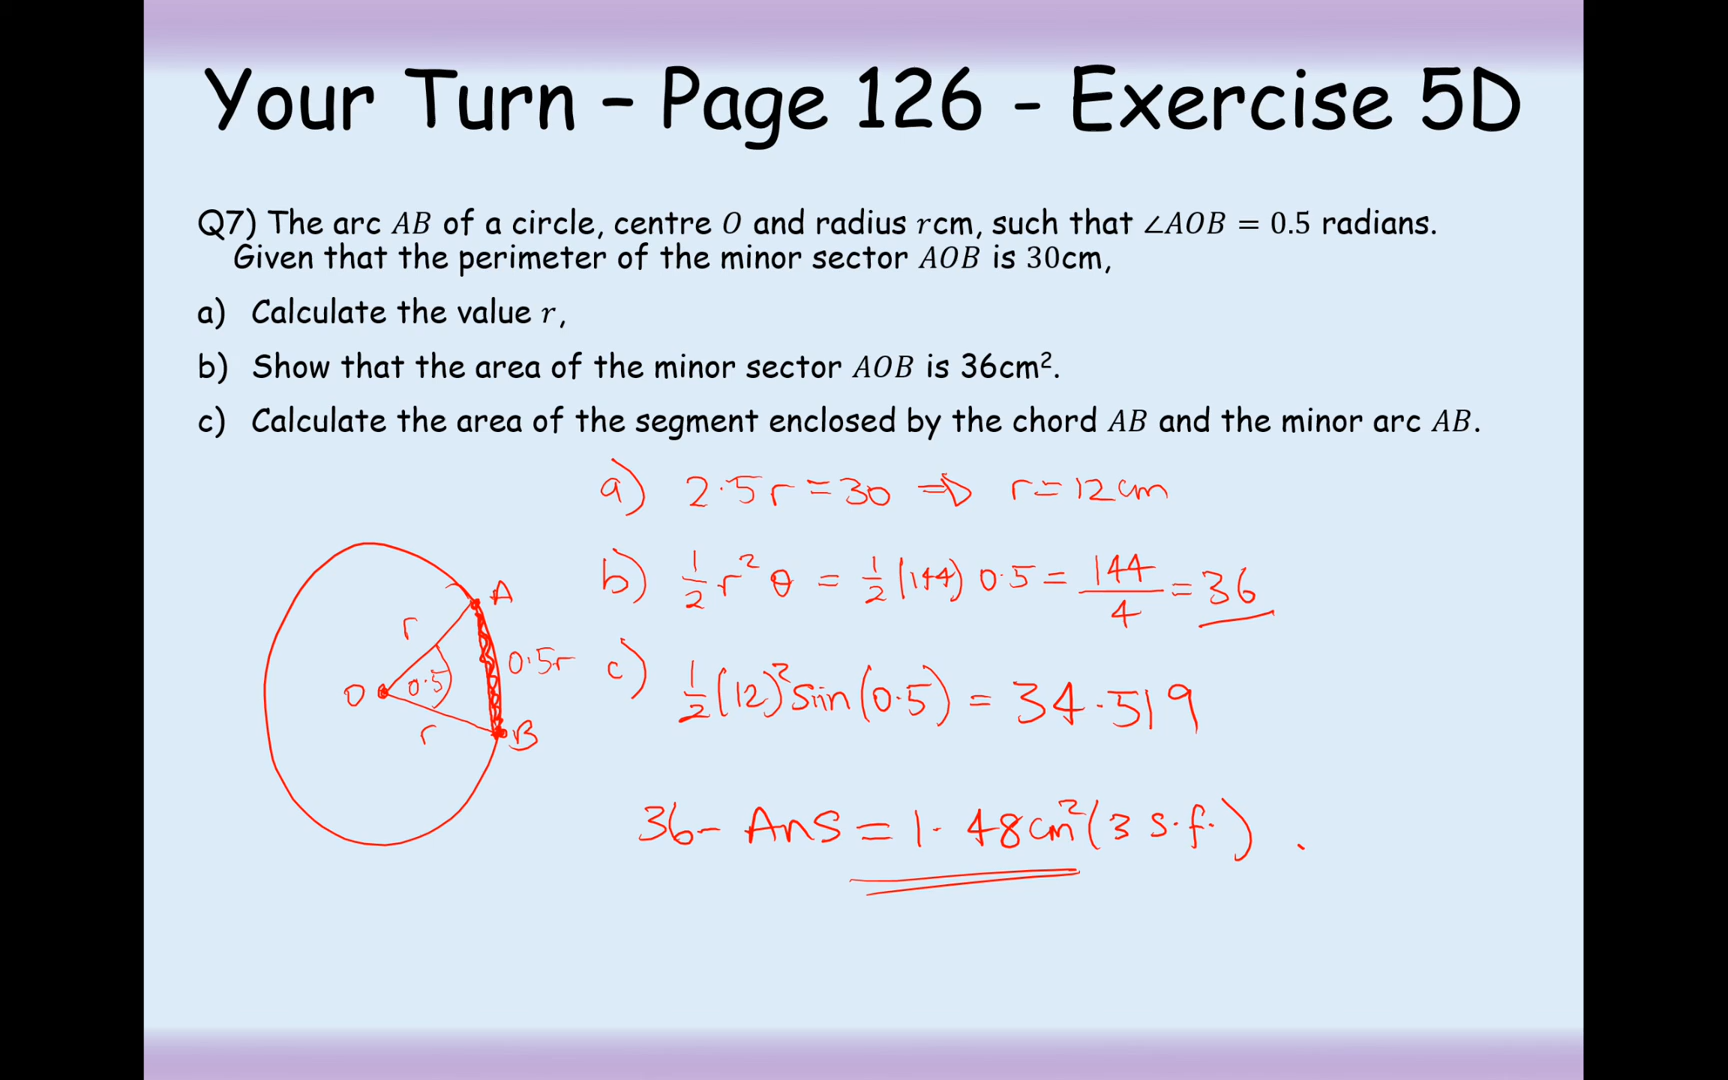 Your Turn – Page 126 - Exercise 5D
Q7) The arc AB of a circle, centre O and radius rcm, such that ∠AOB = 0.5 radians.
Given that the perimeter of the minor sector AOB is 30cm,
a) Calculate the value r,
b) Show that the area of the minor sector AOB is 36cm².
c) Calculate the area of the segment enclosed by the chord AB and the minor arc AB.
a) 2.5r = 30 ⇒ r = 12cm
b) ½ r² θ = ½ (144) 0.5 = 144/4 = 36
A
r
0.5r
O
0.5
r
B
c) ½ (12)² sin(0.5) = 34.519
36 - Ans = 1.48cm² (3 s.f.) .